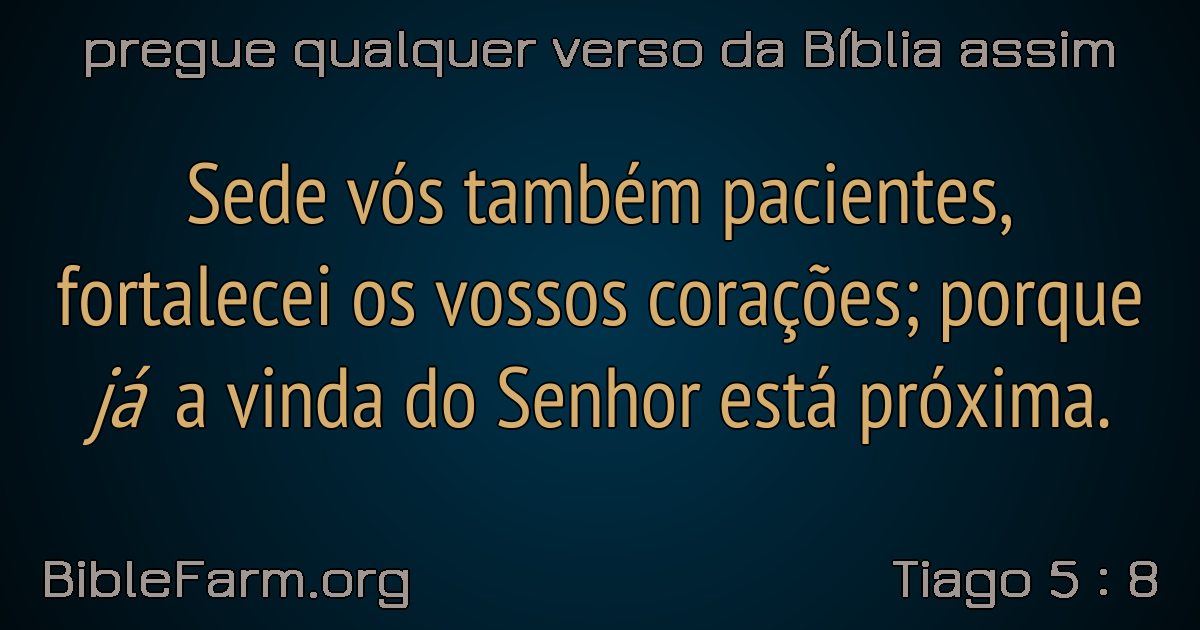 pregue qualquer verso da Bíblia assim
Sede vós também pacientes,
fortalecei os vossos corações; porque
já a vinda do Senhor está próxima.
BibleFarm.org
Tiago 5 : 8